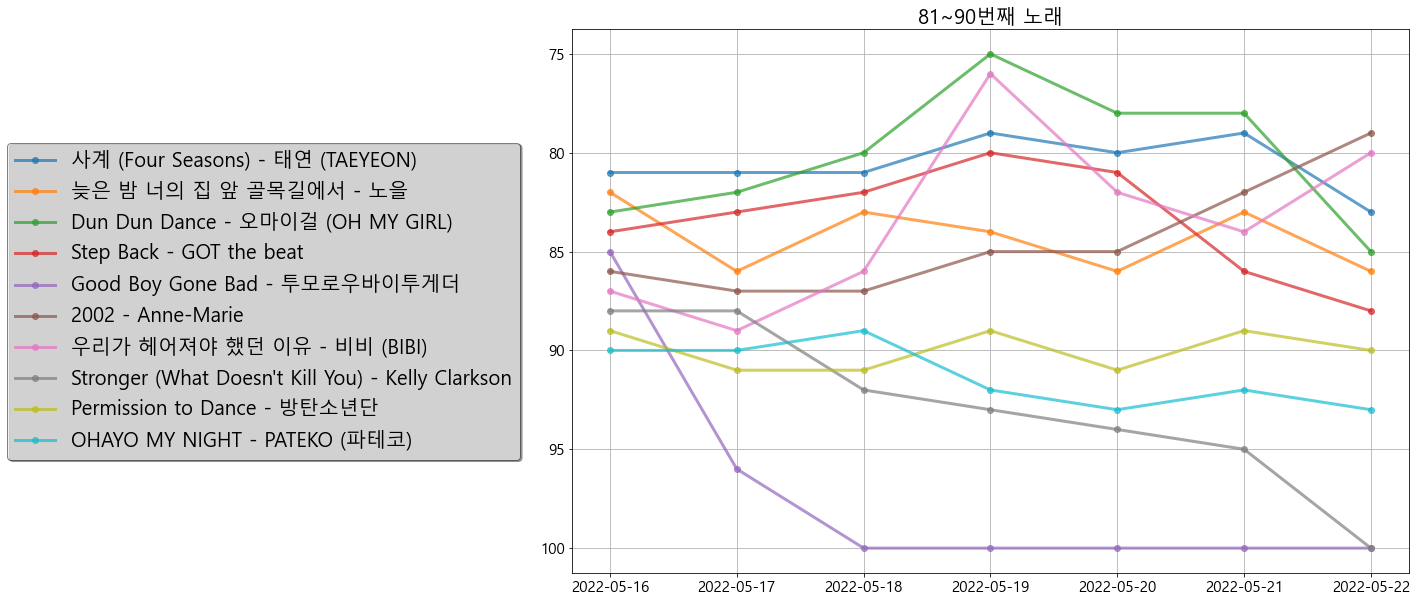 81~90번째 노래
사계 (Four Seasons) - 태연 (TAEYEON)
늦은 밤 너의 집 앞 골목길에서 - 노을
Dun Dun Dance - 오마이걸 (OH MY GIRL)
Step Back - GOT the beat
Good Boy Gone Bad - 투모로우바이투게더
2002 - Anne-Marie
우리가 헤어져야 했던 이유 - 비비 (BIBI)
Stronger (What Doesn't Kill You) - Kelly Clarkson
Permission to Dance - 방탄소년단
OHAYO MY NIGHT - PATEKO (파테코)
75
80
85
90
95
100
2022-05-16 2022-05-17 2022-05-18 2022-05-19 2022-05-20 2022-05-21 2022-05-22